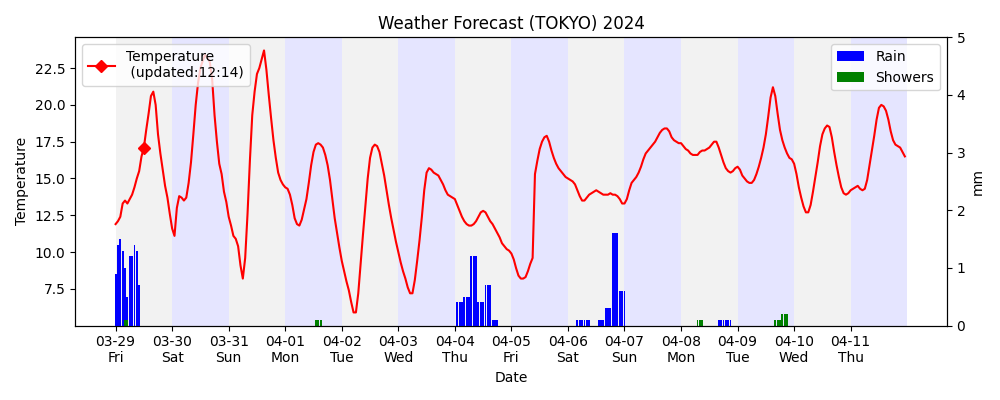 Weather Forecast (TOKYO) 2024
Temperature
(updated:12:14)
Rain
Showers
Temperature
22.5
20.0
17.5
15.0
12.5
10.0
7.5
5
4
3
2
1
0
mm
03-29 03-30 03-31 04-01 04-02 04-03 04-04 04-05 04-06 04-07 04-08 04-09 04-10 04-11
Fri Sat Sun Mon Tue Wed Thu Fri Sat Sun Mon Tue Wed Thu
Date